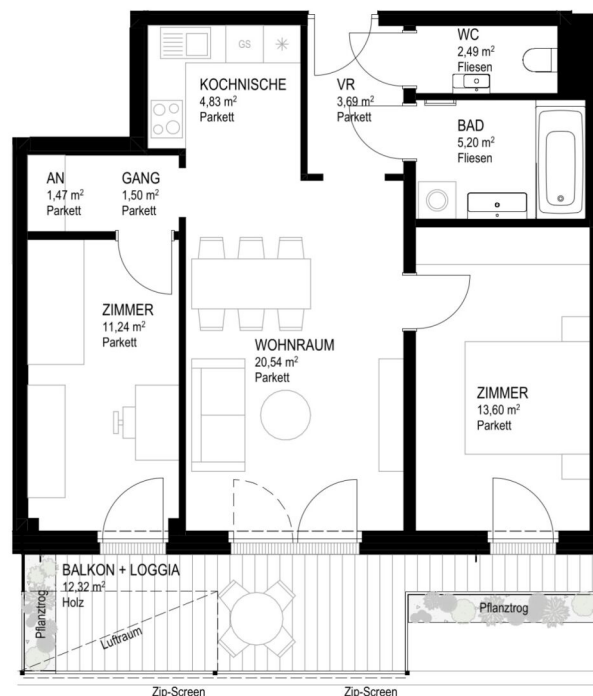 WC
2,49 m²
Fliesen
GS
KOCHNISCHE
4,83 m²
Parkett
VR
3,69 m²
Parkett
BAD
5,20 m²
Fliesen
AN
1,47 m²
Parkett
GANG
1,50 m²
Parkett
ZIMMER
11,24 m²
Parkett
WOHNRAUM
20,54 m²
Parkett
ZIMMER
13,60 m²
Parkett
BALKON + LOGGIA
12,32 m²
Holz
Pflanztrog
Luftraum
Pflanztrog
Zip-Screen
Zip-Screen